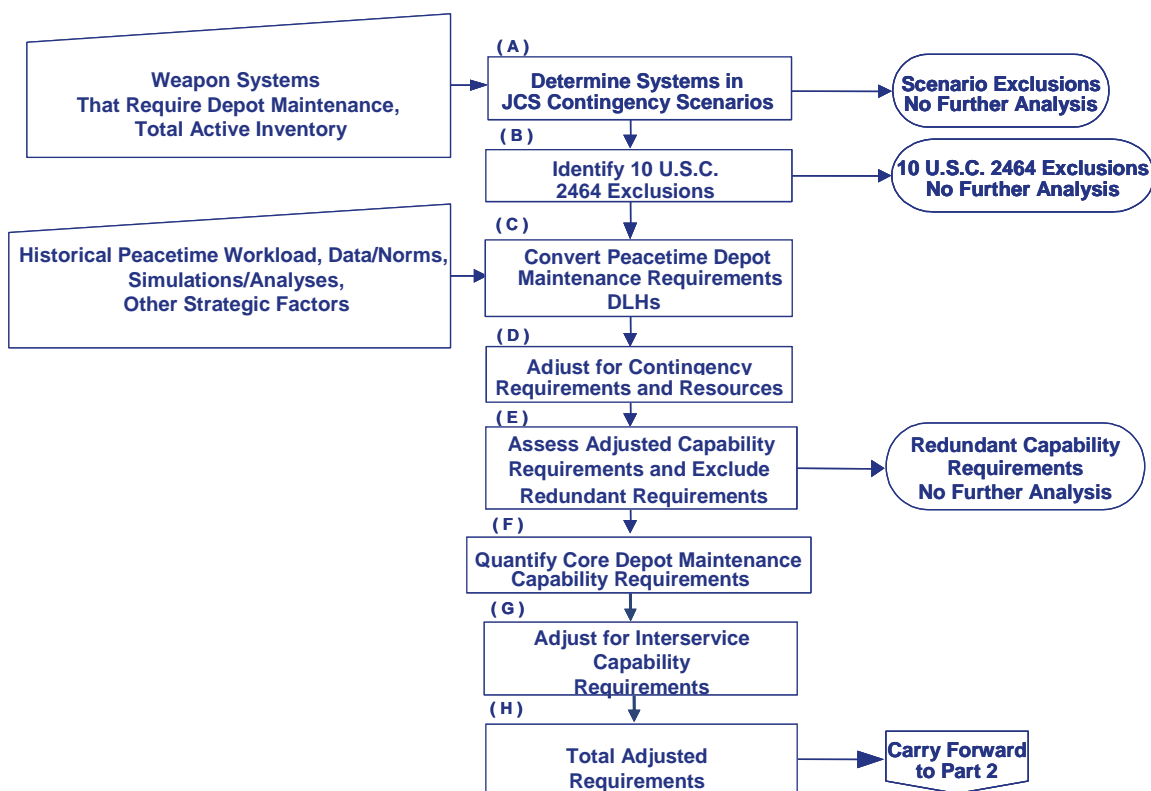 Weapon Systems
That Require Depot Maintenance,
Total Active Inventory
(A)
Determine Systems in
JCS Contingency Scenarios
Scenario Exclusions
No Further Analysis
(B)
Identify 10 U.S.C.
2464 Exclusions
10 U.S.C. 2464 Exclusions
No Further Analysis
Historical Peacetime Workload, Data/Norms,
Simulations/Analyses,
Other Strategic Factors
(C)
Convert Peacetime Depot
Maintenance Requirements
DLHs
(D)
Adjust for Contingency
Requirements and Resources
(E)
Assess Adjusted Capability
Requirements and Exclude
Redundant Requirements
Redundant Capability
Requirements
No Further Analysis
(F)
Quantify Core Depot Maintenance
Capability Requirements
(G)
Adjust for Interservice
Capability
Requirements
(H)
Total Adjusted
Requirements
Carry Forward
to Part 2